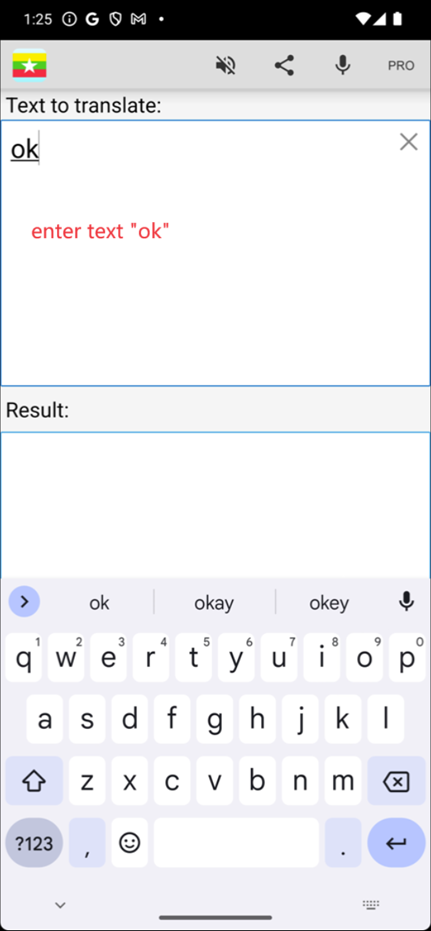 1:25
PRO
Text to translate:
ok
enter text "ok"
Result:
ok okay okey
q1 w2 e3 r4 t5 y6 u7 i8 o9 p0
a s d f g h j k l
z x c v b n m
?123 , .